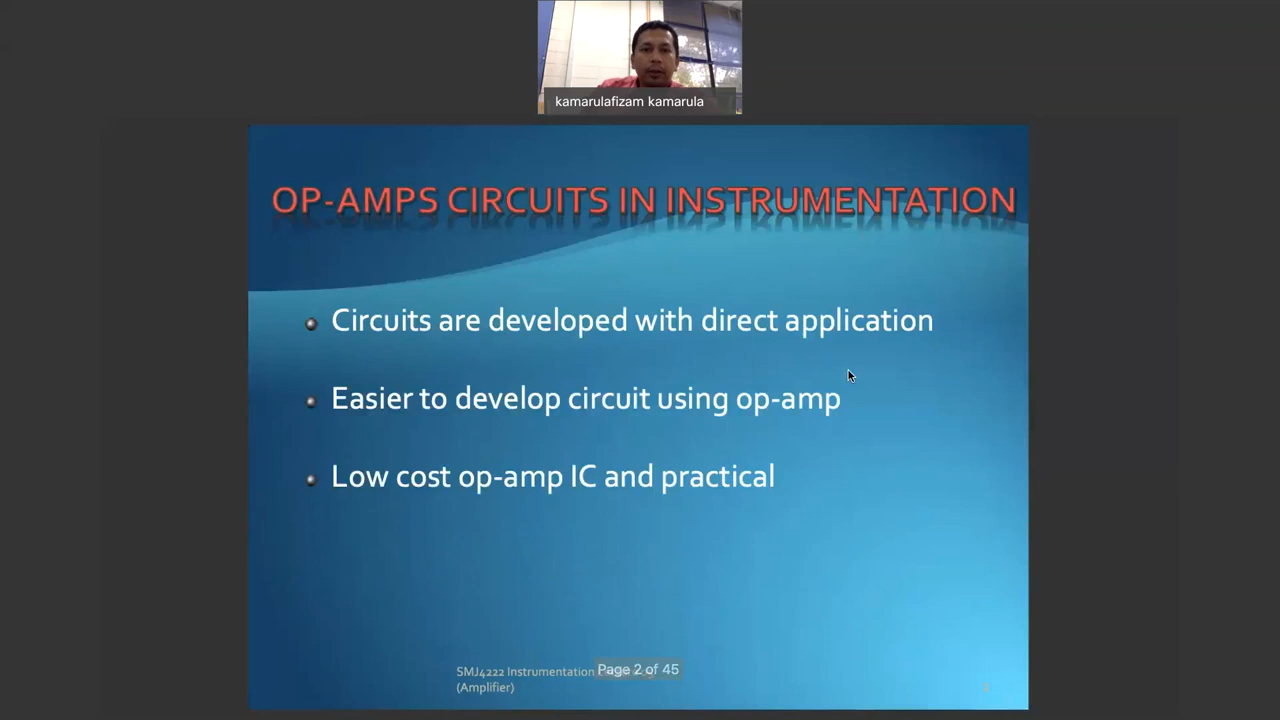 kamarulafizam kamarula
OP-AMPS CIRCUITS IN INSTRUMENTATION
Circuits are developed with direct application
Easier to develop circuit using op-amp
Low cost op-amp IC and practical
SMJ4222 Instrumentation
Page 2 of 45
(Amplifier)